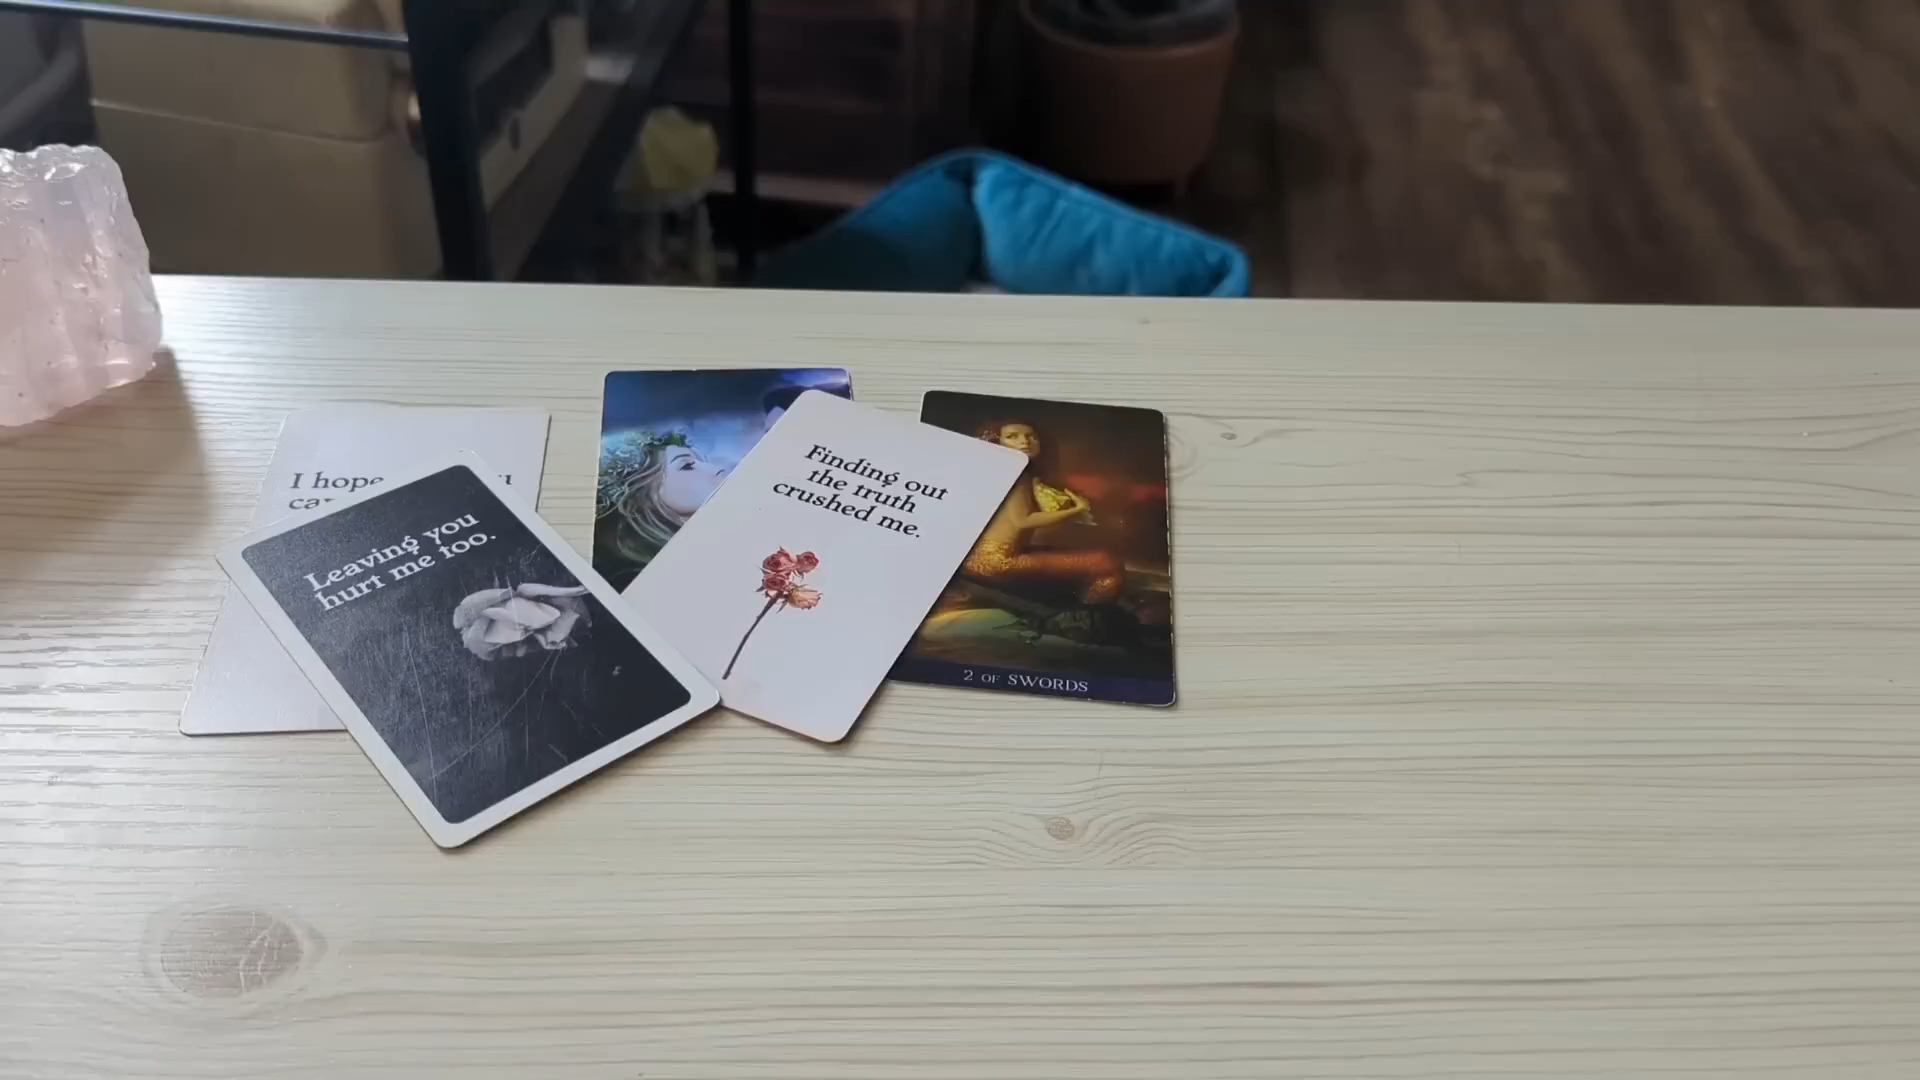 I hope
Leaving you
hurt me too.
Finding out
the truth
crushed me.
2 OF SWORDS